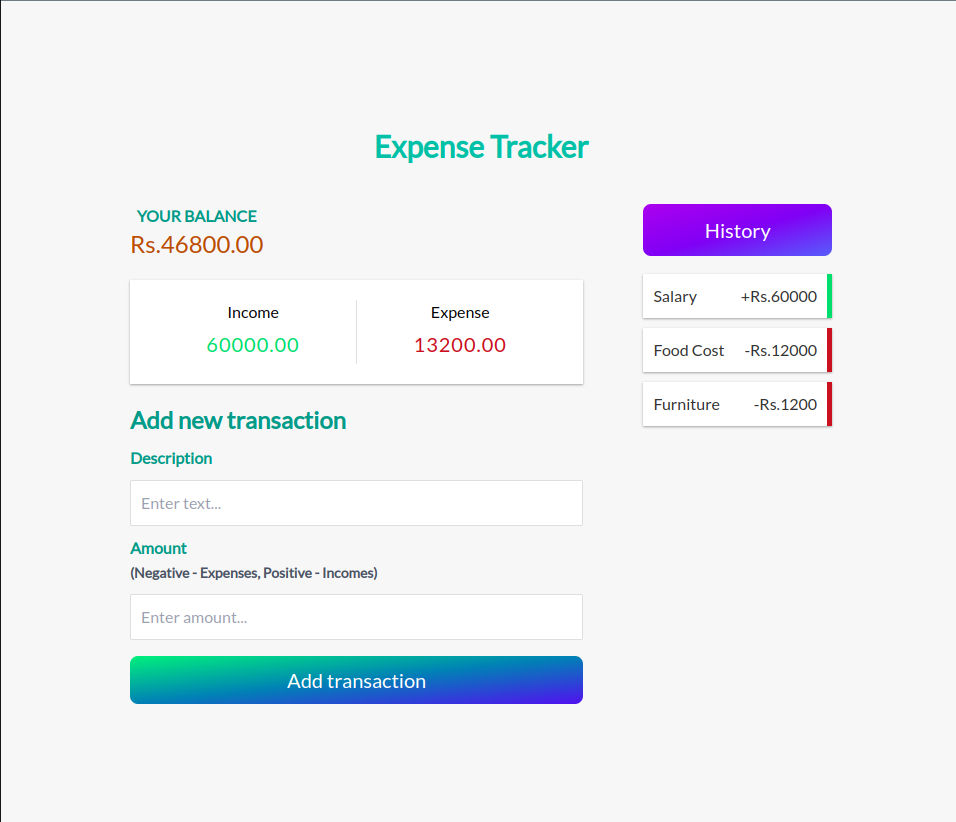 Expense Tracker
YOUR BALANCE
Rs.46800.00
Income Expense
60000.00 13200.00
Add new transaction
Description
Enter text...
Amount
(Negative - Expenses, Positive - Incomes)
Enter amount...
Add transaction
History
Salary +Rs.60000
Food Cost -Rs.12000
Furniture -Rs.1200